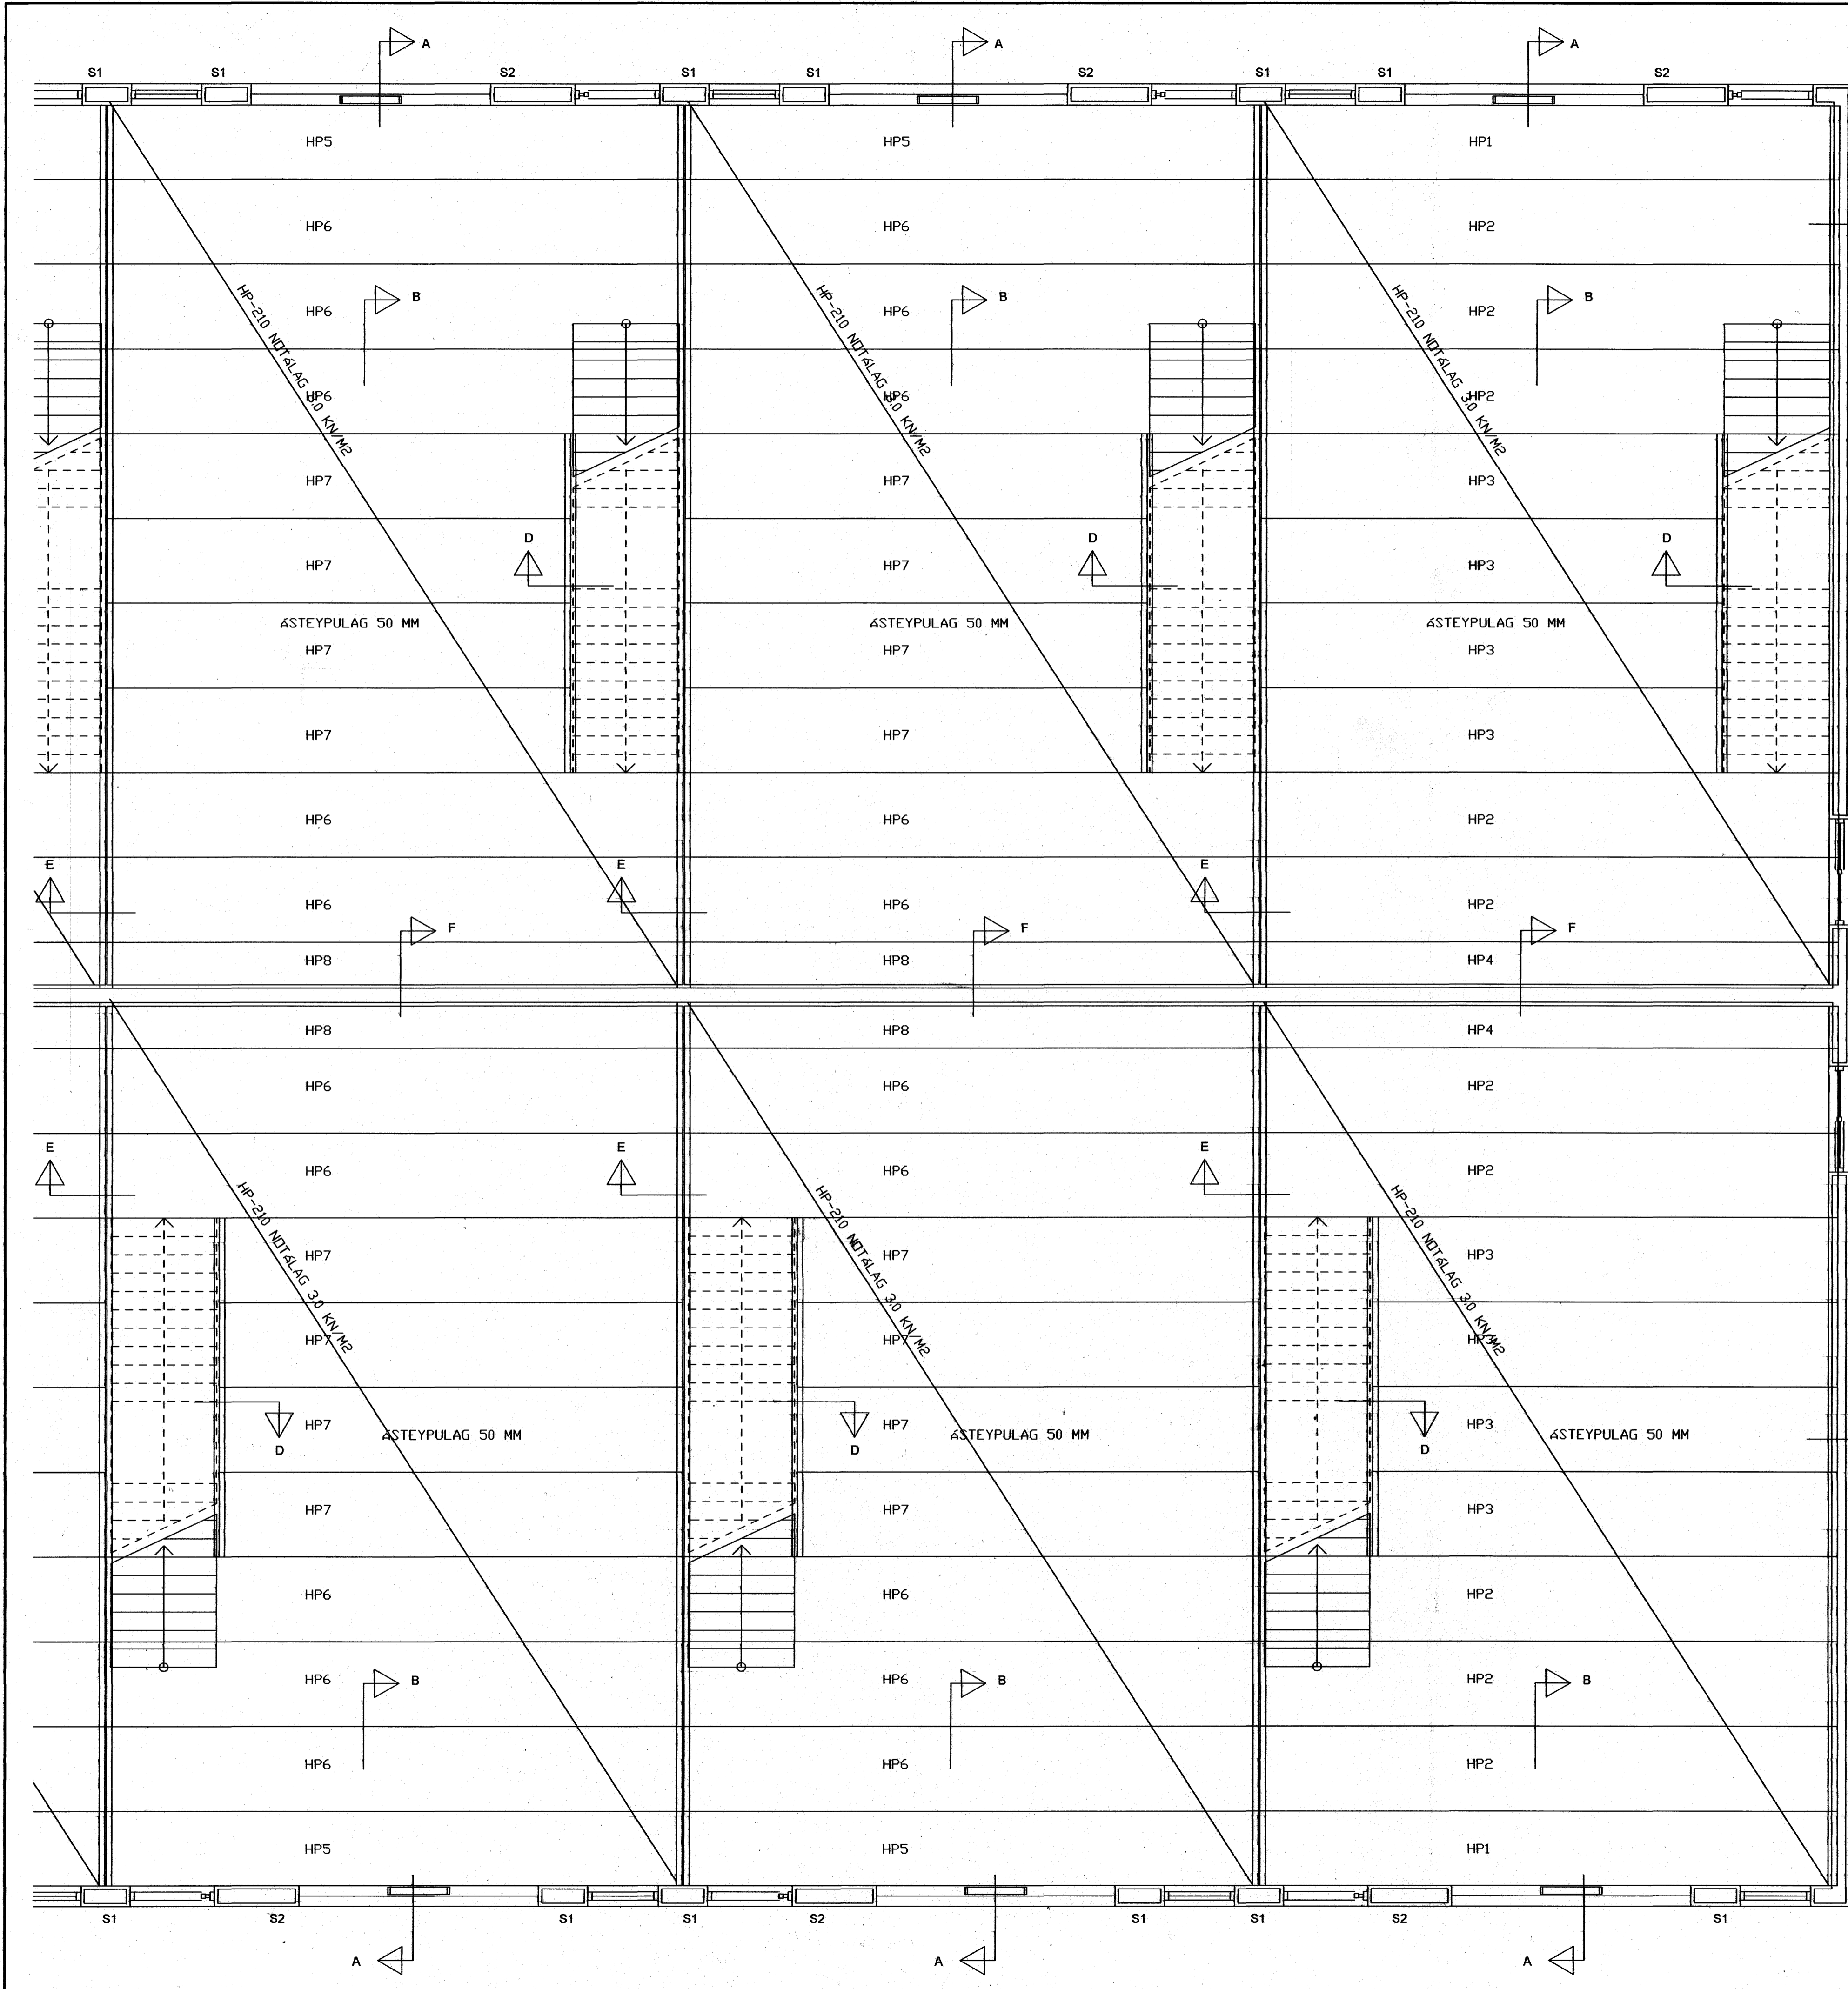 A A A
S1 S1 S2 S1 S1 S2 S1 S1 S2
HP5 HP5 HP1
HP6 HP6 HP2
HP-210 NOTÁLAG 3.0 KN/M2 HP-210 NOTÁLAG 3.0 KN/M2 HP-210 NOTÁLAG 3.0 KN/M2
B B B
HP6 HP6 HP2
HP6 HP6 HP2
HP7 HP7 HP3
D D D
HP7 HP7 HP3
ÁSTEYPULAG 50 MM ÁSTEYPULAG 50 MM ÁSTEYPULAG 50 MM
HP7 HP7 HP3
HP7 HP7 HP3
HP6 HP6 HP2
E E E
HP6 HP6 HP2
F F F
HP8 HP8 HP4
HP8 HP8 HP4
HP6 HP6 HP2
E E E
HP6 HP6 HP2
HP-210 NOTÁLAG 3.0 KN/M2 HP-210 NOTÁLAG 3.0 KN/M2 HP-210 NOTÁLAG 3.0 KN/M2
HP7 HP7 HP3
HP7 HP7 HP3
HP7 HP7 HP3
ÁSTEYPULAG 50 MM ÁSTEYPULAG 50 MM ÁSTEYPULAG 50 MM
D D D
HP7 HP7 HP3
HP6 HP6 HP2
HP6 B HP6 B HP2 B
HP6 HP6 HP2
HP5 HP5 HP1
S1 S2 S1 S1 S2 S1 S1 S2 S1
A A A